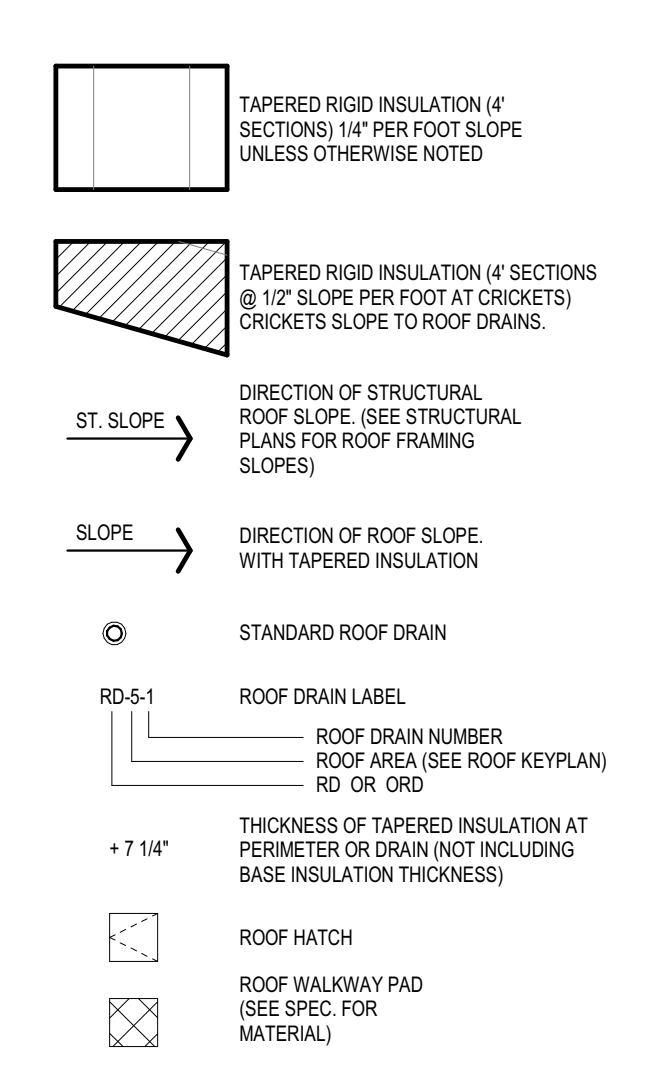 TAPERED RIGID INSULATION (4'
SECTIONS) 1/4" PER FOOT SLOPE
UNLESS OTHERWISE NOTED
TAPERED RIGID INSULATION (4' SECTIONS
@ 1/2" SLOPE PER FOOT AT CRICKETS)
CRICKETS SLOPE TO ROOF DRAINS.
ST. SLOPE
DIRECTION OF STRUCTURAL
ROOF SLOPE. (SEE STRUCTURAL
PLANS FOR ROOF FRAMING
SLOPES)
SLOPE
DIRECTION OF ROOF SLOPE.
WITH TAPERED INSULATION
STANDARD ROOF DRAIN
RD-5-1
ROOF DRAIN LABEL
ROOF DRAIN NUMBER
ROOF AREA (SEE ROOF KEYPLAN)
RD OR ORD
+ 7 1/4"
THICKNESS OF TAPERED INSULATION AT
PERIMETER OR DRAIN (NOT INCLUDING
BASE INSULATION THICKNESS)
ROOF HATCH
ROOF WALKWAY PAD
(SEE SPEC. FOR
MATERIAL)